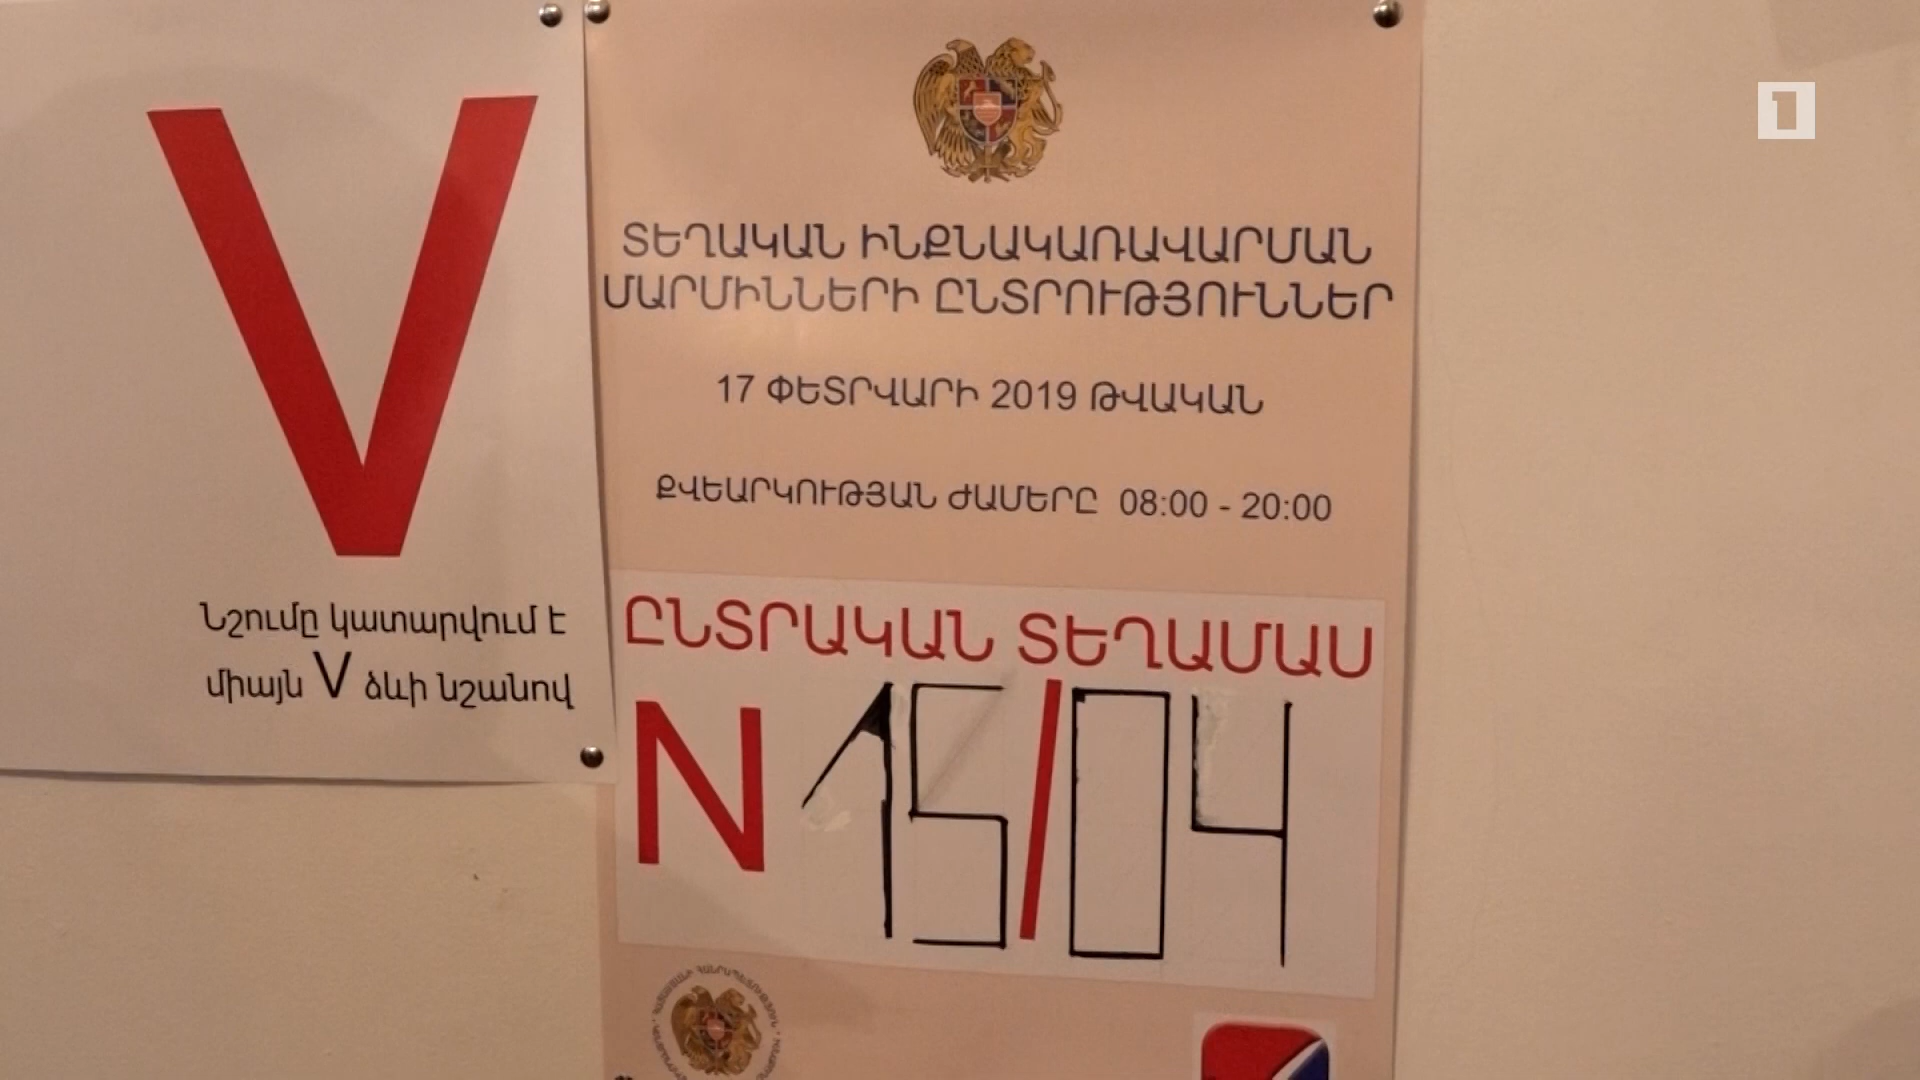 V
Նշումը կատարվում է
միայն V ձևի նշանով
ՏԵՂԱԿԱՆ ԻՆՔՆԱԿԱՌԱՎԱՐՄԱՆ
ՄԱՐՄԻՆՆԵՐԻ ԸՆՏՐՈՒԹՅՈՒՆՆԵՐ
17 ՓԵՏՐՎԱՐԻ 2019 ԹՎԱԿԱՆ
ՔՎԵԱՐԿՈՒԹՅԱՆ ԺԱՄԵՐԸ 08:00 - 20:00
ԸՆՏՐԱԿԱՆ ՏԵՂԱՄԱՍ
N 15/04
1